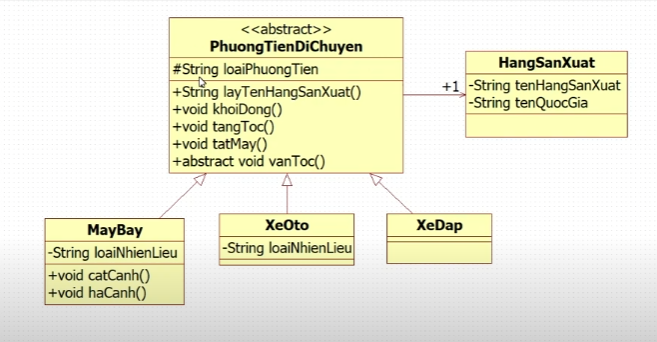 <<abstract>>
PhuongTienDiChuyen
#String loaiPhuongTien
+String layTenHangSanXuat()
+void khoiDong()
+void tangToc()
+void tatMay()
+abstract void vanToc()
+1
HangSanXuat
-String tenHangSanXuat
-String tenQuocGia
MayBay
-String loaiNhienLieu
+void catCanh()
+void haCanh()
XeOto
-String loaiNhienLieu
XeDap